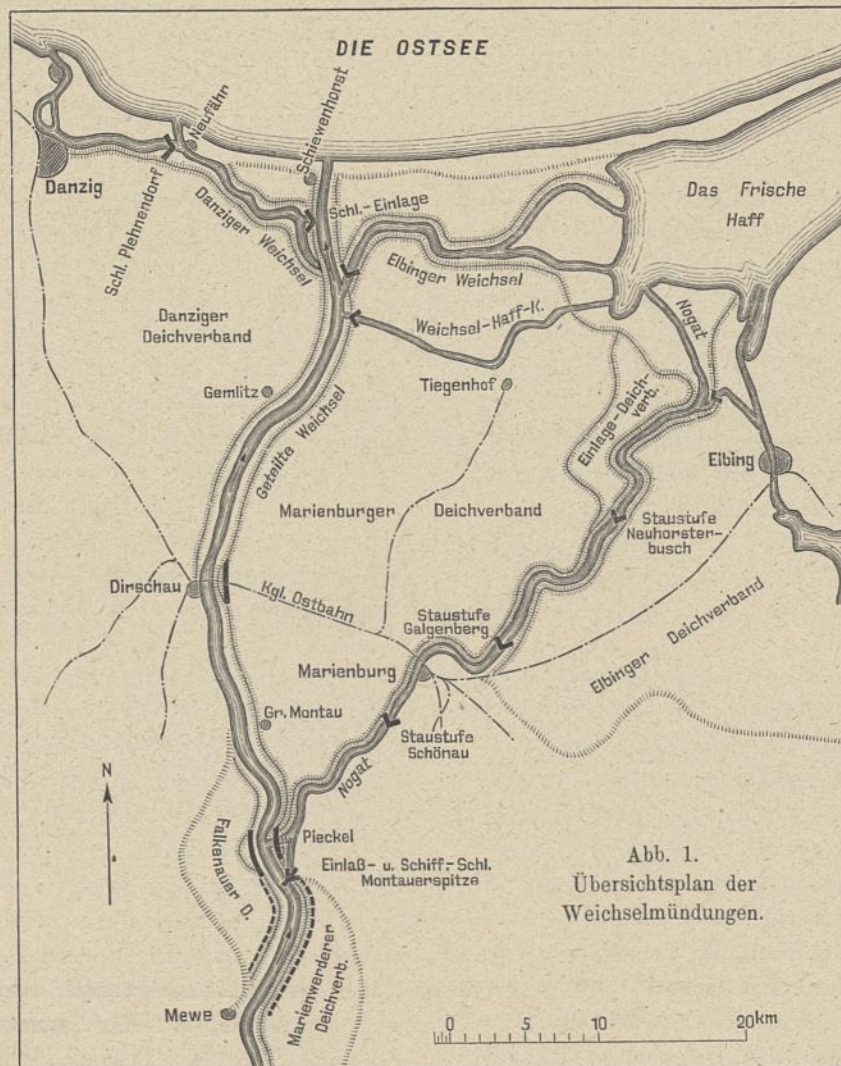 DIE OSTSEE
Neufähr
Schiewenhorst
Danzig
Schl. Plehnendorf
Danziger Weichsel
Schl.-Einlage
Das Frische
Haff
Elbinger Weichsel
Weichsel-Haff-K.
Nogat
Danziger
Deichverband
Gemlitz
Geteilte Weichsel
Tiegenhof
Einlage-Deich-
verb.
Elbing
Marienburger Deichverband
Staustufe
Neuhorster-
busch
Dirschau
Kgl. Ostbahn
Staustufe
Galgenberg
Elbinger Deichverband
Marienburg
Gr. Montau
Staustufe
Schönau
Nogat
N
Falkenauer D.
Pieckel
Einlaß- u. Schiff.-Schl.
Montauerspitze
Abb. 1.
Übersichtsplan der
Weichselmündungen.
Mewe
Marienwerderer
Deichverb.
0 5 10 20km